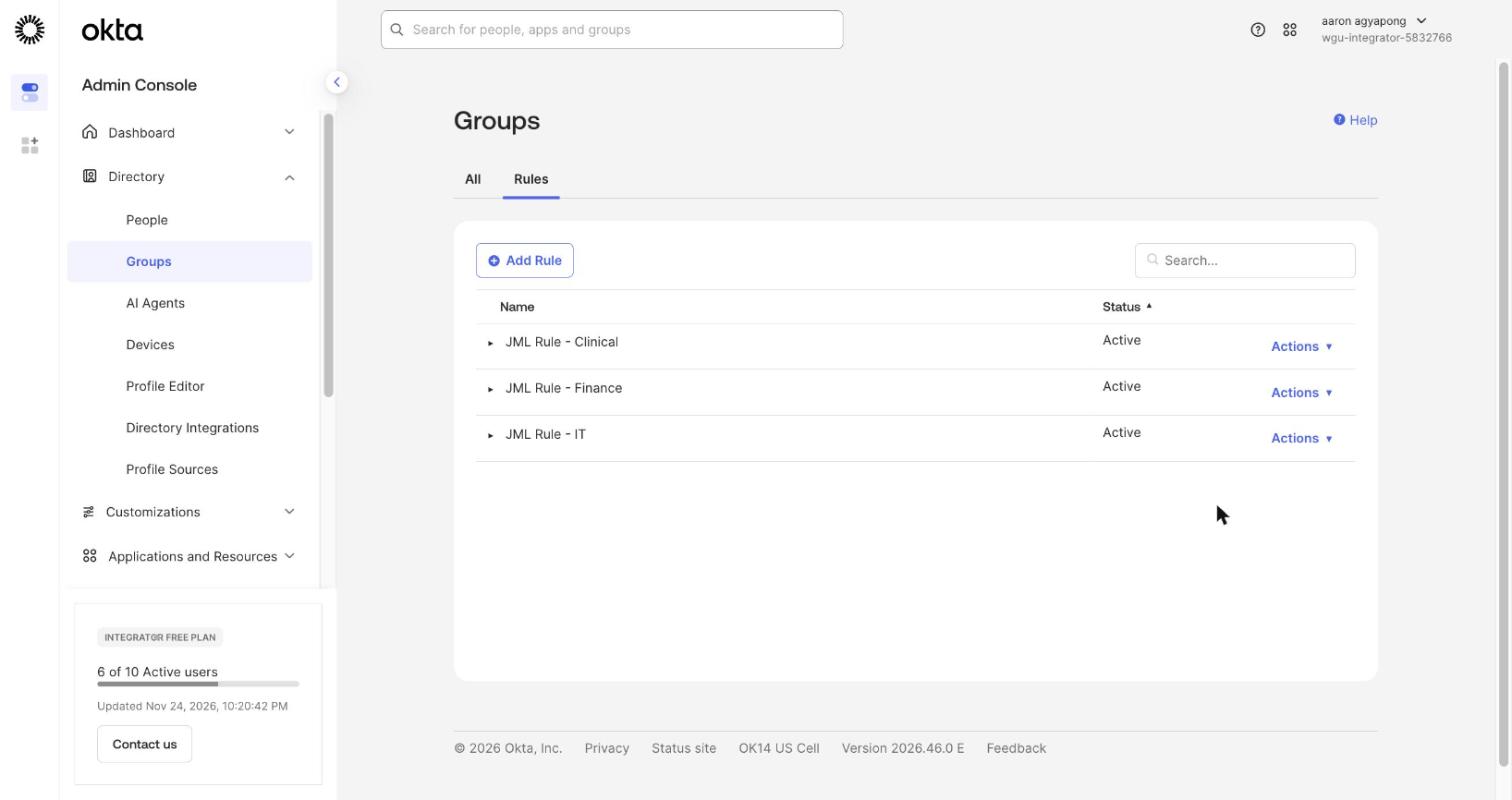 okta
Search for people, apps and groups
aaron agyapong
wgu-integrator-5832766
Admin Console
Dashboard
Directory
People
Groups
AI Agents
Devices
Profile Editor
Directory Integrations
Profile Sources
Customizations
Applications and Resources
INTEGRATOR FREE PLAN
6 of 10 Active users
Updated Nov 24, 2026, 10:20:42 PM
Contact us
Groups
Help
All Rules
Add Rule
Search...
Name Status
JML Rule - Clinical Active Actions
JML Rule - Finance Active Actions
JML Rule - IT Active Actions
© 2026 Okta, Inc. Privacy Status site OK14 US Cell Version 2026.46.0 E Feedback